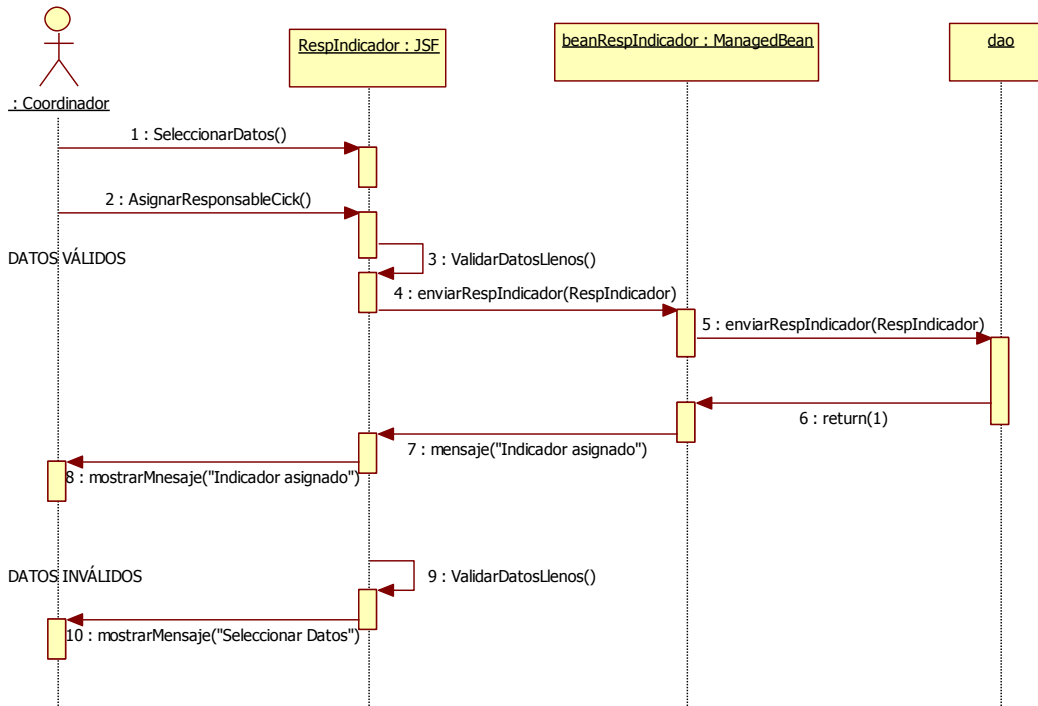 RespIndicador : JSF
beanRespIndicador : ManagedBean
dao
: Coordinador
1 : SeleccionarDatos()
2 : AsignarResponsableCick()
DATOS VÁLIDOS
3 : ValidarDatosLlenos()
4 : enviarRespIndicador(RespIndicador)
5 : enviarRespIndicador(RespIndicador)
6 : return(1)
7 : mensaje("Indicador asignado")
8 : mostrarMnesaje("Indicador asignado")
DATOS INVÁLIDOS
9 : ValidarDatosLlenos()
10 : mostrarMensaje("Seleccionar Datos")